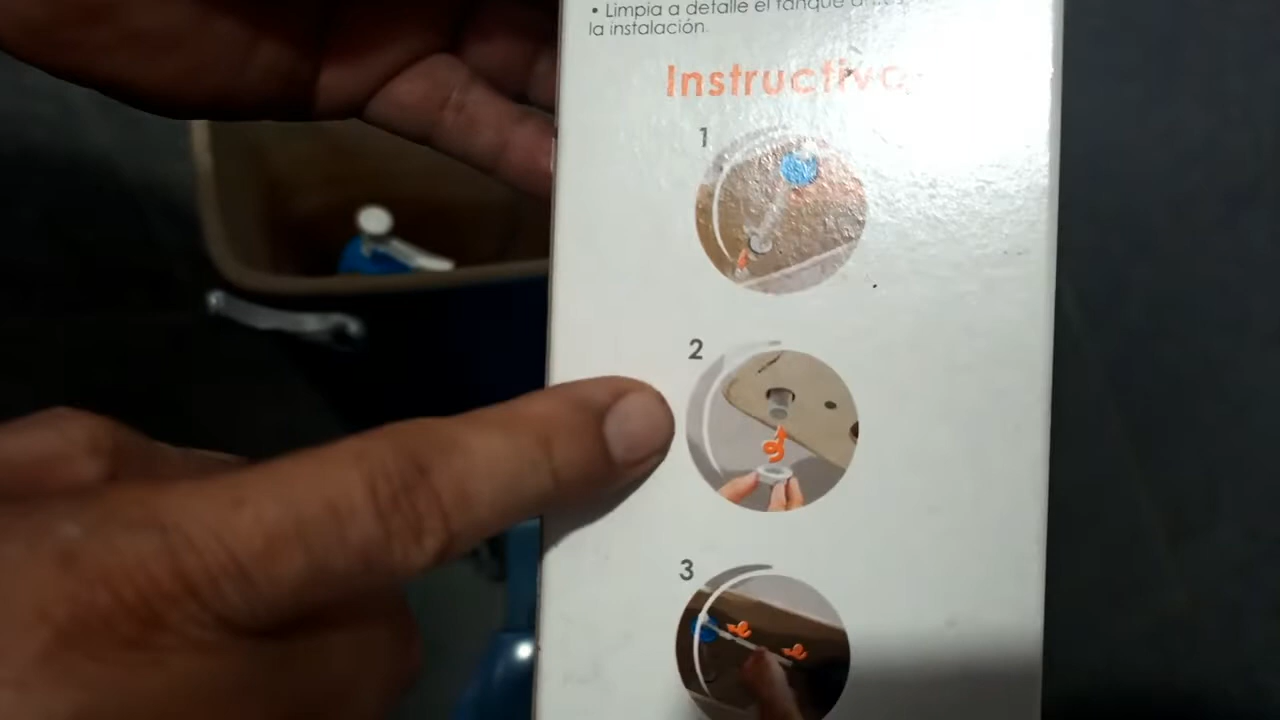 • Limpia a detalle el tanque
la instalación.
Instructivo
1
2
3